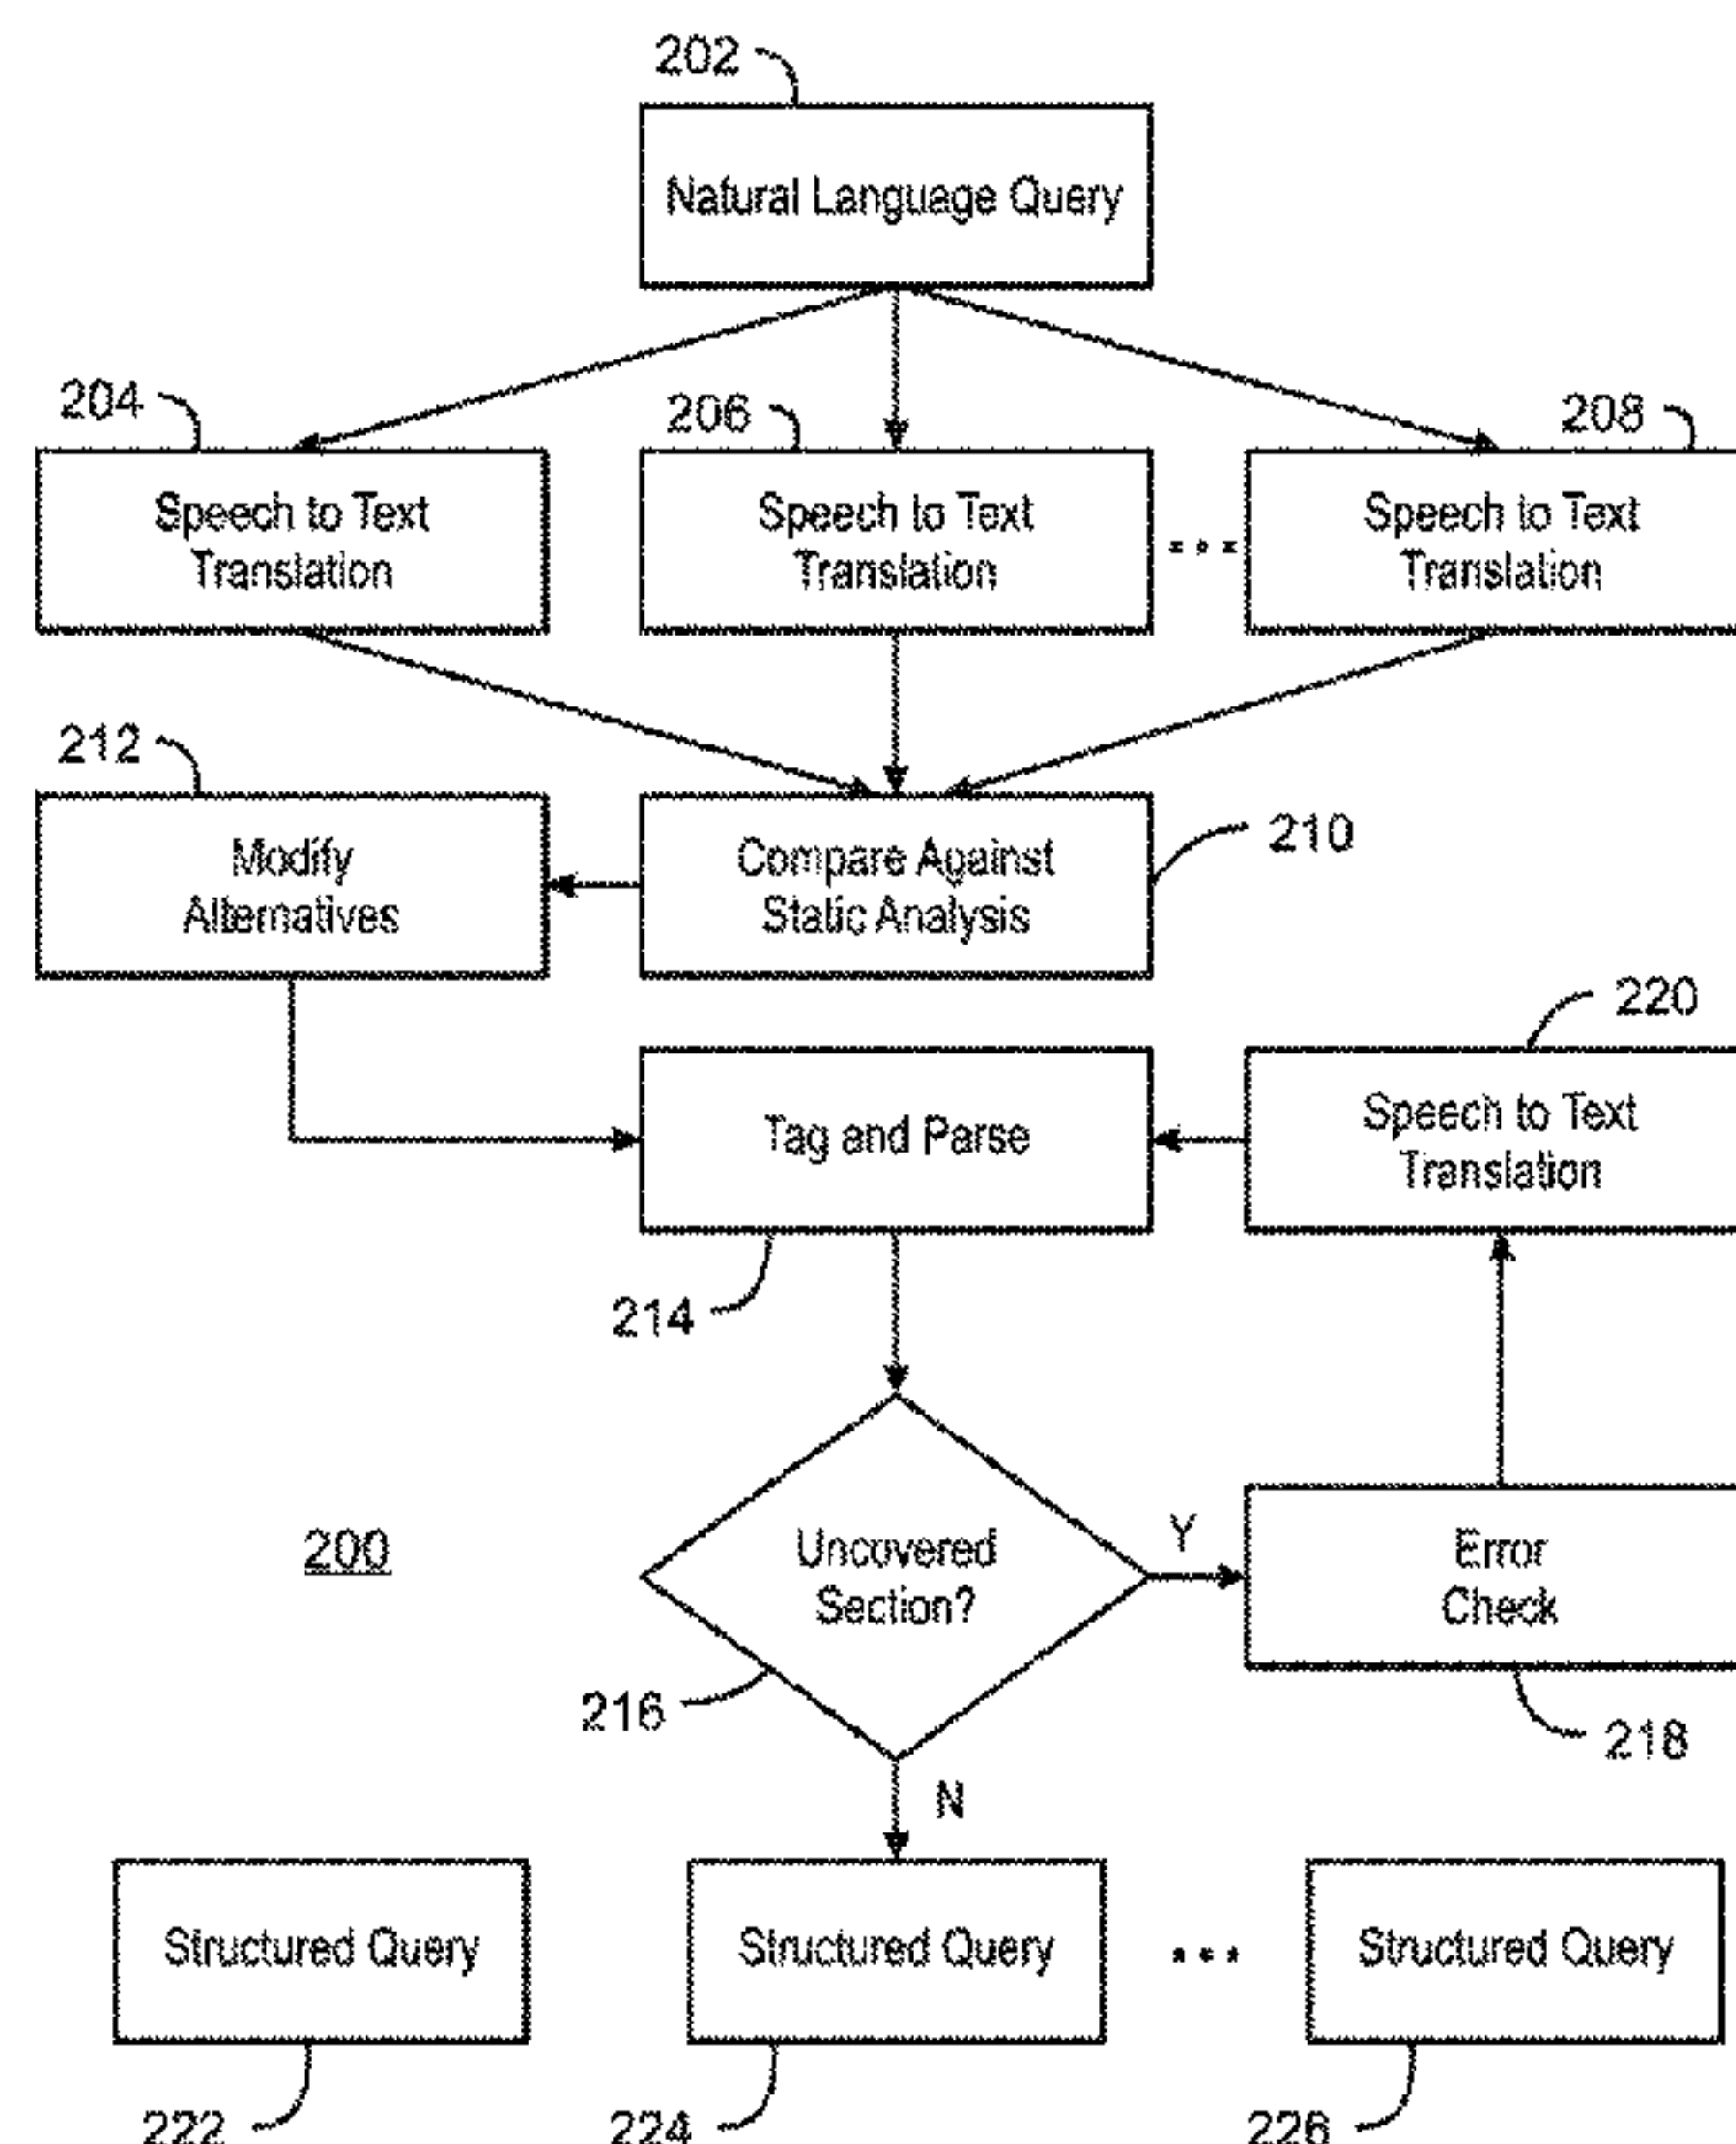 202
Natural Language Query
204
206
208
Speech to Text
Translation
Speech to Text
Translation
...
Speech to Text
Translation
212
Modify
Alternatives
Compare Against
Static Analysis
210
220
Tag and Parse
Speech to Text
Translation
214
200
Uncovered
Section?
Y
Error
Check
216
218
N
Structured Query
Structured Query
...
Structured Query
222
224
226